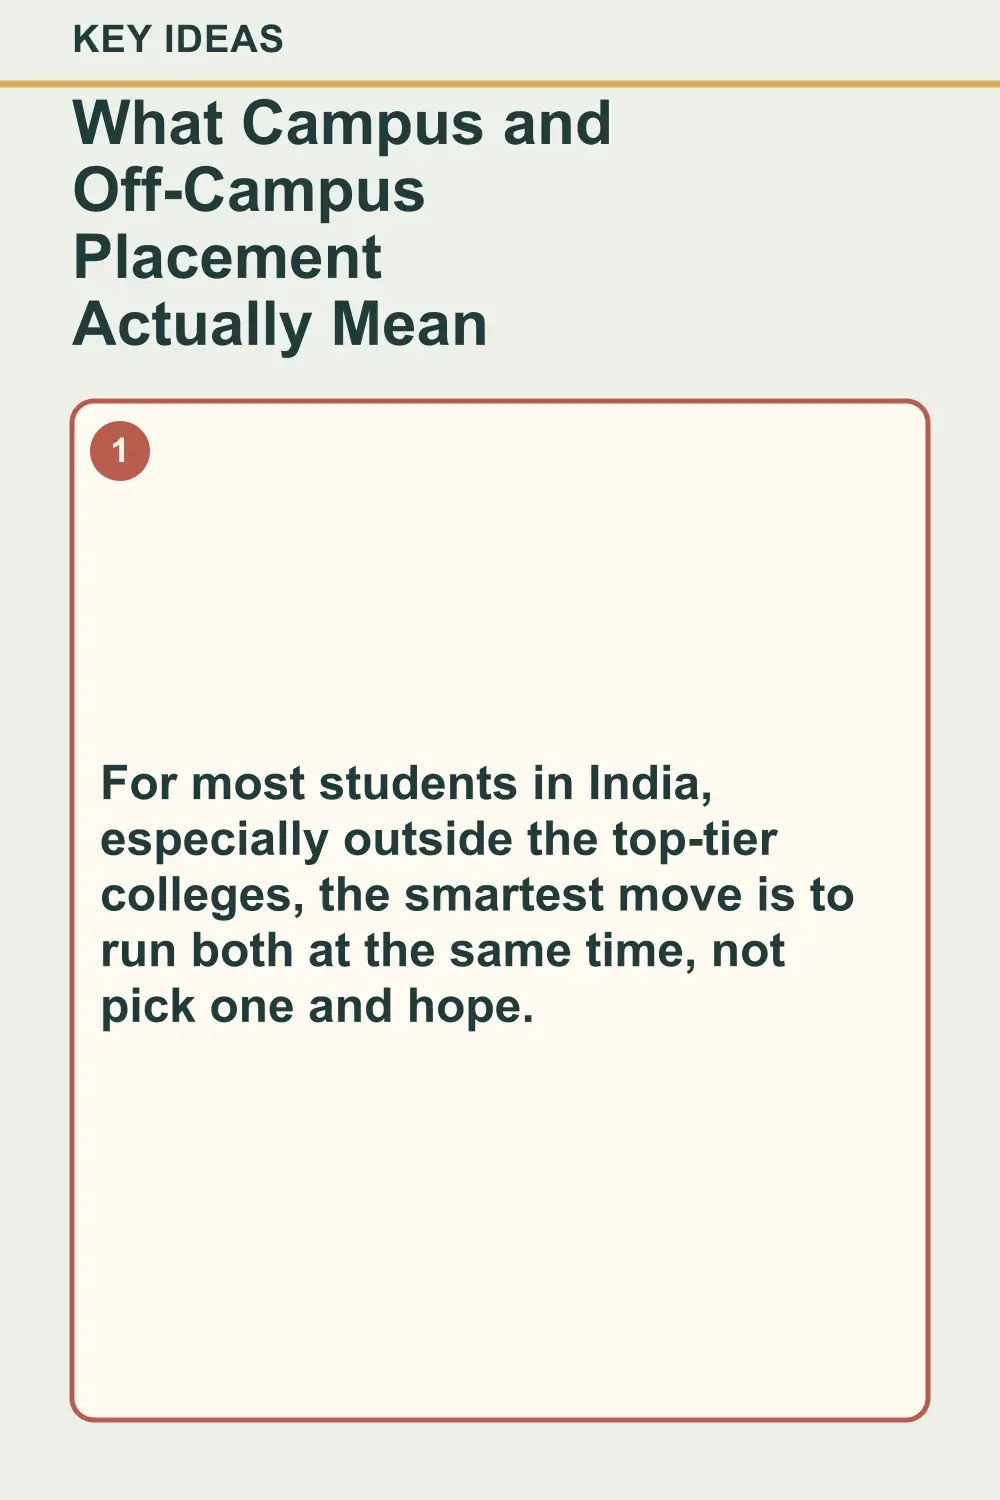 KEY IDEAS
What Campus and
Off-Campus
Placement
Actually Mean
1
For most students in India,
especially outside the top-tier
colleges, the smartest move is to
run both at the same time, not
pick one and hope.